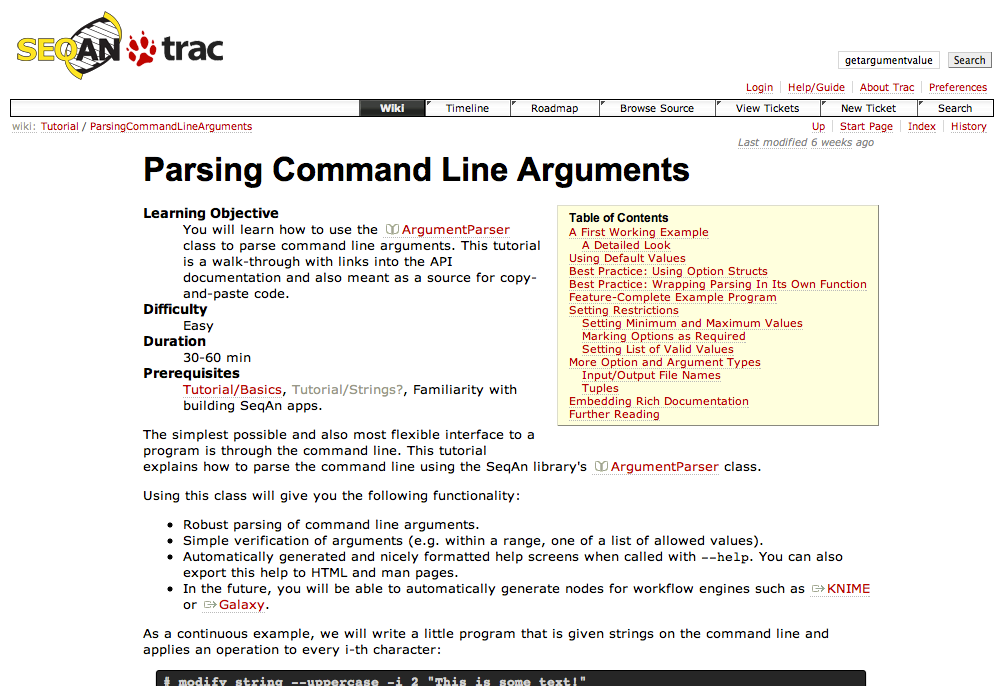 SEQAN trac
getargumentvalue Search
Login Help/Guide About Trac Preferences
Wiki Timeline Roadmap Browse Source View Tickets New Ticket Search
wiki: Tutorial / ParsingCommandLineArguments
Up Start Page Index History
Last modified 6 weeks ago
Parsing Command Line Arguments
Learning Objective
You will learn how to use the ArgumentParser
class to parse command line arguments. This tutorial
is a walk-through with links into the API
documentation and also meant as a source for copy-
and-paste code.
Difficulty
Easy
Duration
30-60 min
Prerequisites
Tutorial/Basics, Tutorial/Strings?, Familiarity with
building SeqAn apps.
Table of Contents
A First Working Example
A Detailed Look
Using Default Values
Best Practice: Using Option Structs
Best Practice: Wrapping Parsing In Its Own Function
Feature-Complete Example Program
Setting Restrictions
Setting Minimum and Maximum Values
Marking Options as Required
Setting List of Valid Values
More Option and Argument Types
Input/Output File Names
Tuples
Embedding Rich Documentation
Further Reading
The simplest possible and also most flexible interface to a
program is through the command line. This tutorial
explains how to parse the command line using the SeqAn library's ArgumentParser class.
Using this class will give you the following functionality:
• Robust parsing of command line arguments.
• Simple verification of arguments (e.g. within a range, one of a list of allowed values).
• Automatically generated and nicely formatted help screens when called with --help. You can also
export this help to HTML and man pages.
• In the future, you will be able to automatically generate nodes for workflow engines such as KNIME
or Galaxy.
As a continuous example, we will write a little program that is given strings on the command line and
applies an operation to every i-th character:
# modify_string --uppercase -i 2 "This is some text!"